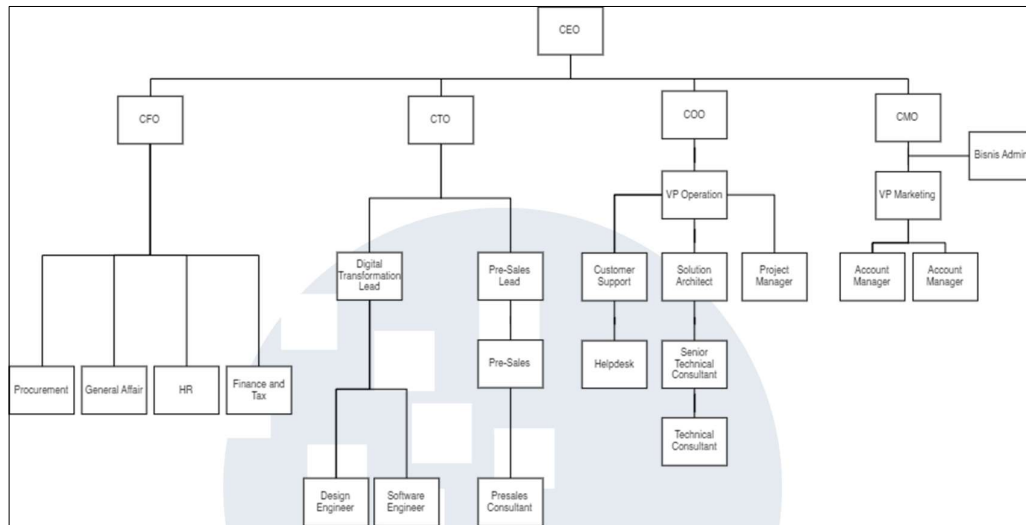 CEO
CFO
CTO
COO
CMO
Bisnis Admin
VP Operation
VP Marketing
Digital
Transformation
Lead
Pre-Sales
Lead
Customer
Support
Solution
Architect
Project
Manager
Account
Manager
Account
Manager
Procurement
General Affair
HR
Finance and
Tax
Pre-Sales
Helpdesk
Senior
Technical
Consultant
Technical
Consultant
Design
Engineer
Software
Engineer
Presales
Consultant